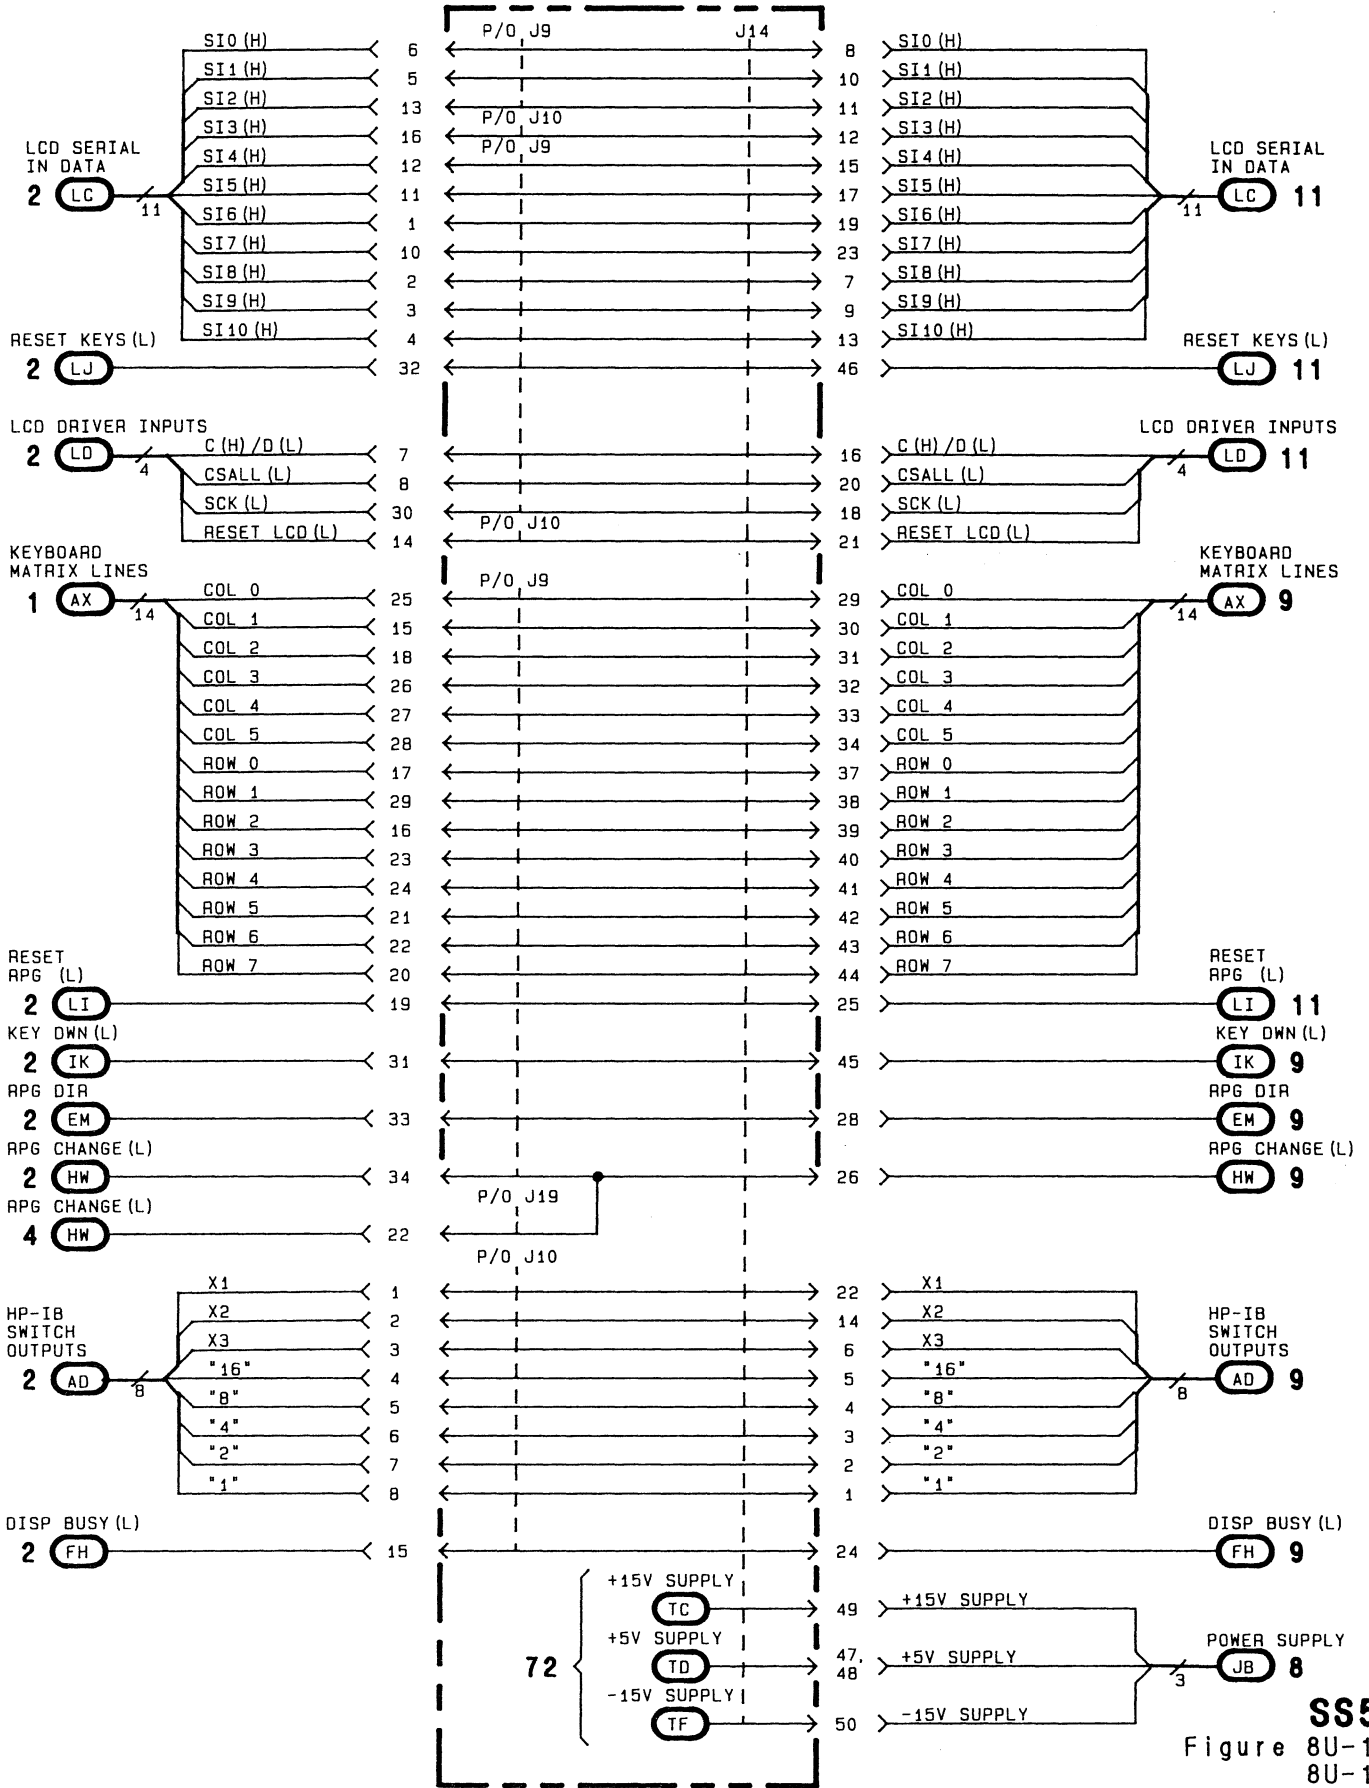 P/O J9 J14
SI0(H) 6 8 SI0(H)
SI1(H) 5 10 SI1(H)
SI2(H) 13 11 SI2(H)
P/O J10
SI3(H) 16 12 SI3(H)
P/O J9
LCD SERIAL IN DATA
SI4(H) 12 15 SI4(H)
LCD SERIAL IN DATA
2 LC 11 SI5(H) 11 17 SI5(H) 11 LC 11
SI6(H) 1 19 SI6(H)
SI7(H) 10 23 SI7(H)
SI8(H) 2 7 SI8(H)
SI9(H) 3 9 SI9(H)
SI10(H) 4 13 SI10(H)
RESET KEYS(L) RESET KEYS(L)
2 LJ 32 46 LJ 11
LCD DRIVER INPUTS LCD DRIVER INPUTS
2 LD 4 C(H)/D(L) 7 16 C(H)/D(L) 4 LD 11
CSALL(L) 8 20 CSALL(L)
SCK(L) 30 18 SCK(L)
P/O J10
RESET LCD(L) 14 21 RESET LCD(L)
KEYBOARD MATRIX LINES KEYBOARD MATRIX LINES
P/O J9
1 AX 14 COL 0 25 29 COL 0 14 AX 9
COL 1 15 30 COL 1
COL 2 18 31 COL 2
COL 3 26 32 COL 3
COL 4 27 33 COL 4
COL 5 28 34 COL 5
ROW 0 17 37 ROW 0
ROW 1 29 38 ROW 1
ROW 2 16 39 ROW 2
ROW 3 23 40 ROW 3
ROW 4 24 41 ROW 4
ROW 5 21 42 ROW 5
ROW 6 22 43 ROW 6
ROW 7 20 44 ROW 7
RESET RPG (L) RESET RPG (L)
2 LI 19 25 LI 11
KEY DWN(L) KEY DWN(L)
2 IK 31 45 IK 9
RPG DIR RPG DIR
2 EM 33 28 EM 9
RPG CHANGE(L) RPG CHANGE(L)
2 HW 34 26 HW 9
P/O J19
RPG CHANGE(L)
4 HW 22
P/O J10
X1 1 22 X1
HP-IB SWITCH OUTPUTS
X2 2 14 X2
HP-IB SWITCH OUTPUTS
X3 3 6 X3
2 AD 8 "16" 4 5 "16" 8 AD 9
"8" 5 4 "8"
"4" 6 3 "4"
"2" 7 2 "2"
"1" 8 1 "1"
DISP BUSY(L) DISP BUSY(L)
2 FH 15 24 FH 9
+15V SUPPLY
TC 49 +15V SUPPLY
+5V SUPPLY POWER SUPPLY
72 TD 47, 48 +5V SUPPLY 3 JB 8
-15V SUPPLY
TF 50 -15V SUPPLY
SS5
Figure 8U-1
8U-1